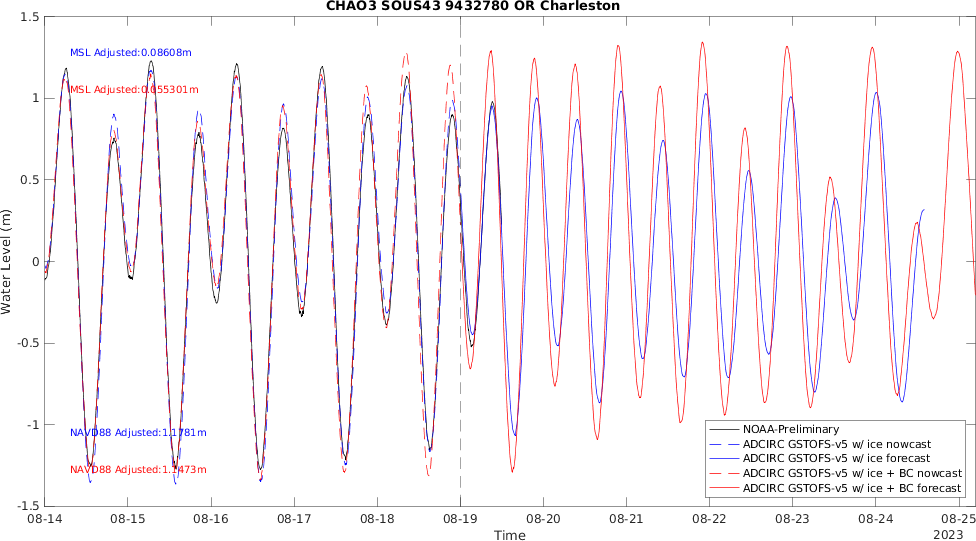 CHAO3 SOUS43 9432780 OR Charleston
1.5
1
0.5
0
-0.5
-1
-1.5
Water Level (m)
MSL Adjusted:0.08608m
MSL Adjusted:0.055301m
NAVD88 Adjusted:1.1781m
NAVD88 Adjusted:1.1473m
NOAA-Preliminary
ADCIRC GSTOFS-v5 w/ ice nowcast
ADCIRC GSTOFS-v5 w/ ice forecast
ADCIRC GSTOFS-v5 w/ ice + BC nowcast
ADCIRC GSTOFS-v5 w/ ice + BC forecast
08-14 08-15 08-16 08-17 08-18 08-19 08-20 08-21 08-22 08-23 08-24 08-25
Time
2023